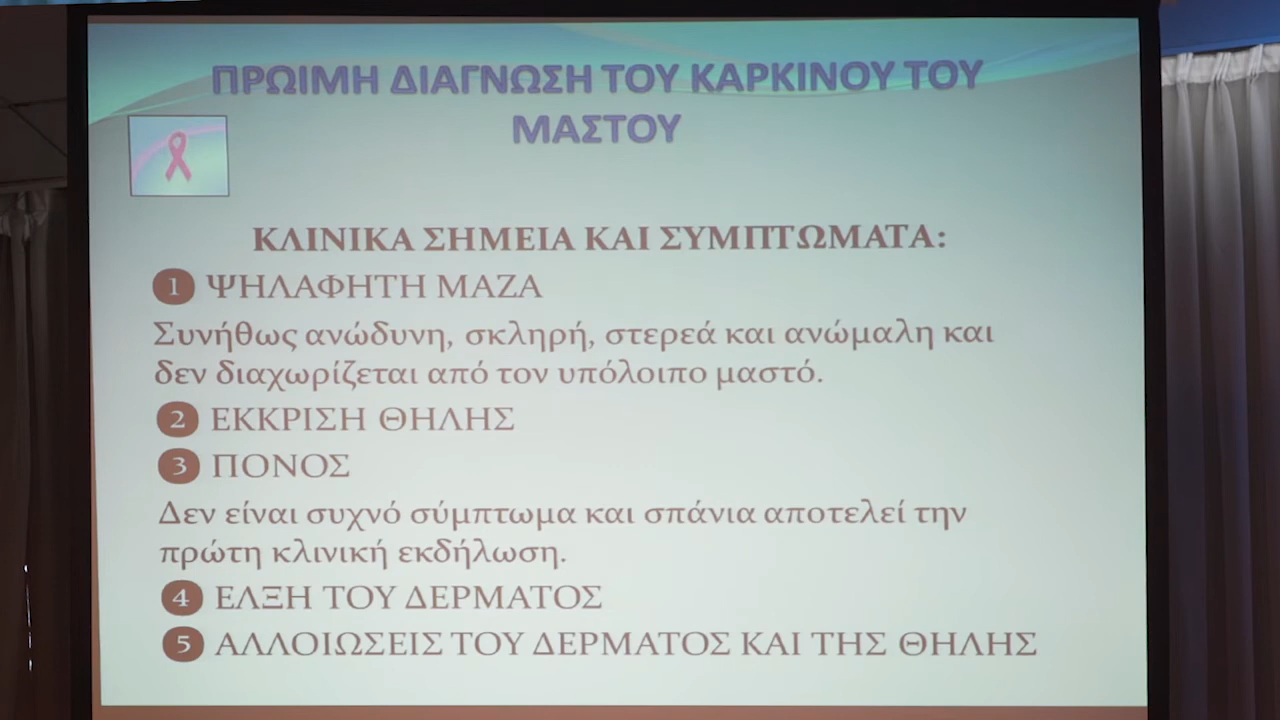 ΠΡΩΙΜΗ ΔΙΑΓΝΩΣΗ ΤΟΥ ΚΑΡΚΙΝΟΥ ΤΟΥ
ΜΑΣΤΟΥ
ΚΛΙΝΙΚΑ ΣΗΜΕΙΑ ΚΑΙ ΣΥΜΠΤΩΜΑΤΑ:
1 ΨΗΛΑΦΗΤΗ ΜΑΖΑ
Συνήθως ανώδυνη, σκληρή, στερεά και ανώμαλη και
δεν διαχωρίζεται από τον υπόλοιπο μαστό.
2 ΕΚΚΡΙΣΗ ΘΗΛΗΣ
3 ΠΟΝΟΣ
Δεν είναι συχνό σύμπτωμα και σπάνια αποτελεί την
πρώτη κλινική εκδήλωση.
4 ΕΛΞΗ ΤΟΥ ΔΕΡΜΑΤΟΣ
5 ΑΛΛΟΙΩΣΕΙΣ ΤΟΥ ΔΕΡΜΑΤΟΣ ΚΑΙ ΤΗΣ ΘΗΛΗΣ